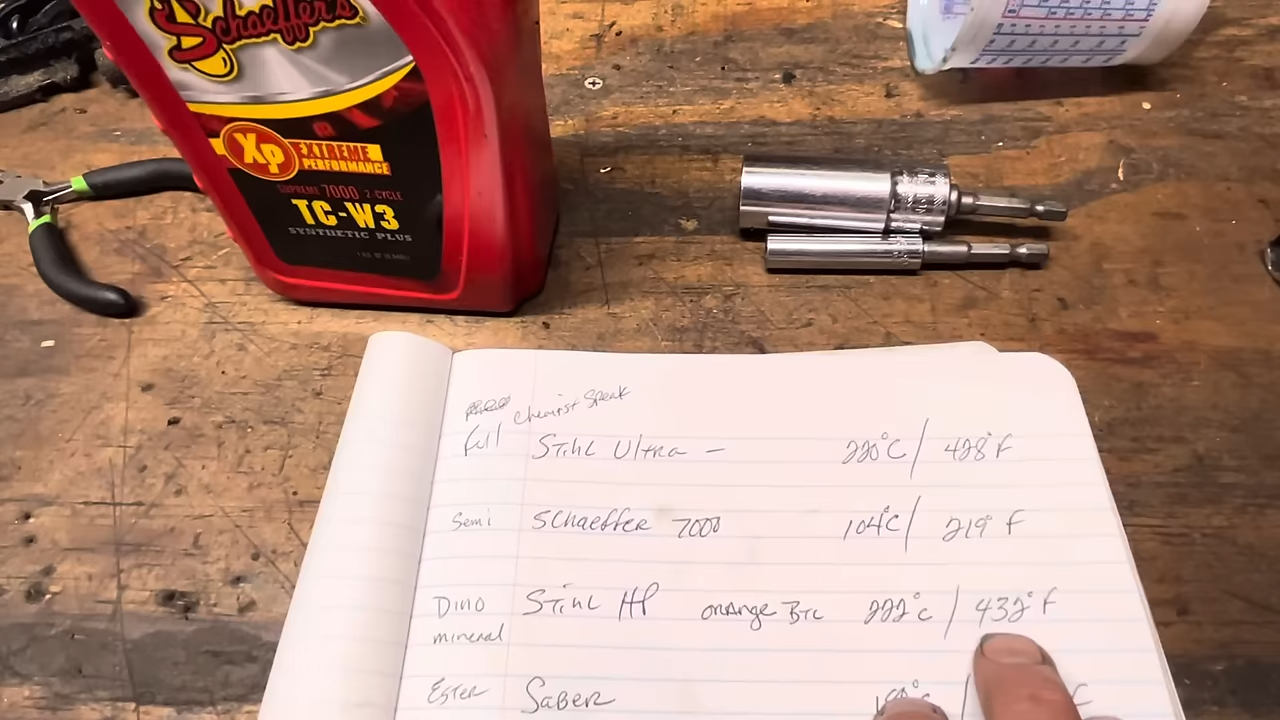 Schaeffer's
Xp EXTREME PERFORMANCE
SUPREME 7000 2-CYCLE
TC-W3
SYNTHETIC PLUS
Chemist Speak
full Stihl Ultra - 220°C / 428°F
Semi SCHaeffer 7000 104°C / 219°F
Dino mineral Stihl HP orange BTL 222°C / 432°F
Ester SaBER